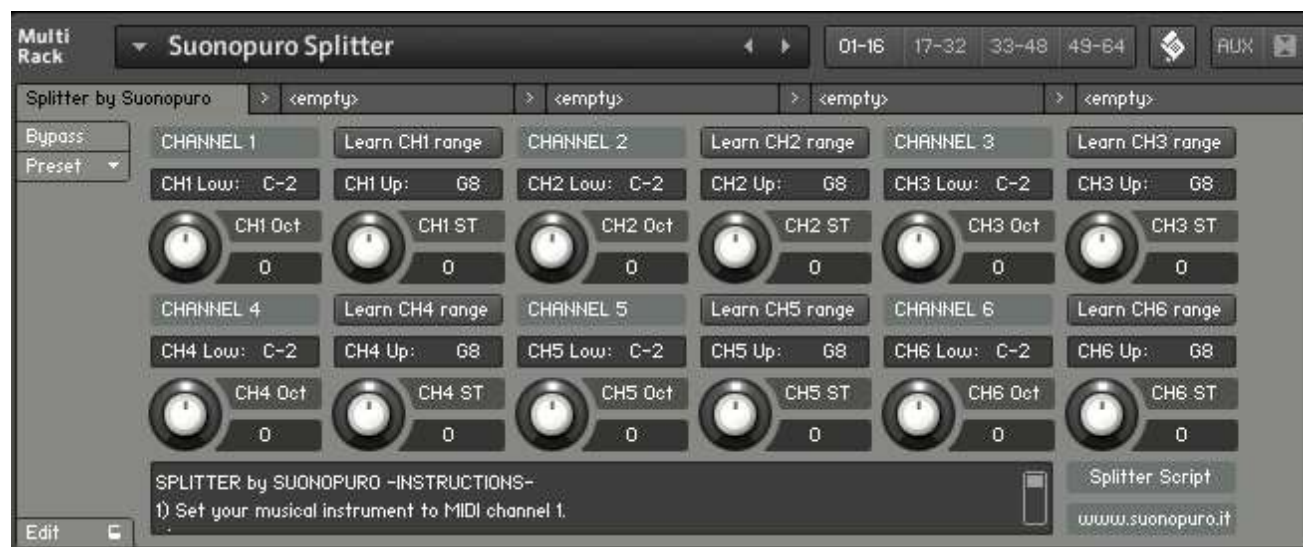 Multi Rack
Suonopuro Splitter
01-16 17-32 33-48 49-64 AUX
Splitter by Suonopuro > <empty> > <empty> > <empty> > <empty>
Bypass
Preset
CHANNEL 1 Learn CH1 range CHANNEL 2 Learn CH2 range CHANNEL 3 Learn CH3 range
CH1 Low: C-2 CH1 Up: G8 CH2 Low: C-2 CH2 Up: G8 CH3 Low: C-2 CH3 Up: G8
CH1 Oct CH1 ST CH2 Oct CH2 ST CH3 Oct CH3 ST
0 0 0 0 0 0
CHANNEL 4 Learn CH4 range CHANNEL 5 Learn CH5 range CHANNEL 6 Learn CH6 range
CH4 Low: C-2 CH4 Up: G8 CH5 Low: C-2 CH5 Up: G8 CH6 Low: C-2 CH6 Up: G8
CH4 Oct CH4 ST CH5 Oct CH5 ST CH6 Oct CH6 ST
0 0 0 0 0 0
SPLITTER by SUONOPURO -INSTRUCTIONS-
1) Set your musical instrument to MIDI channel 1.
Splitter Script
www.suonopuro.it
Edit